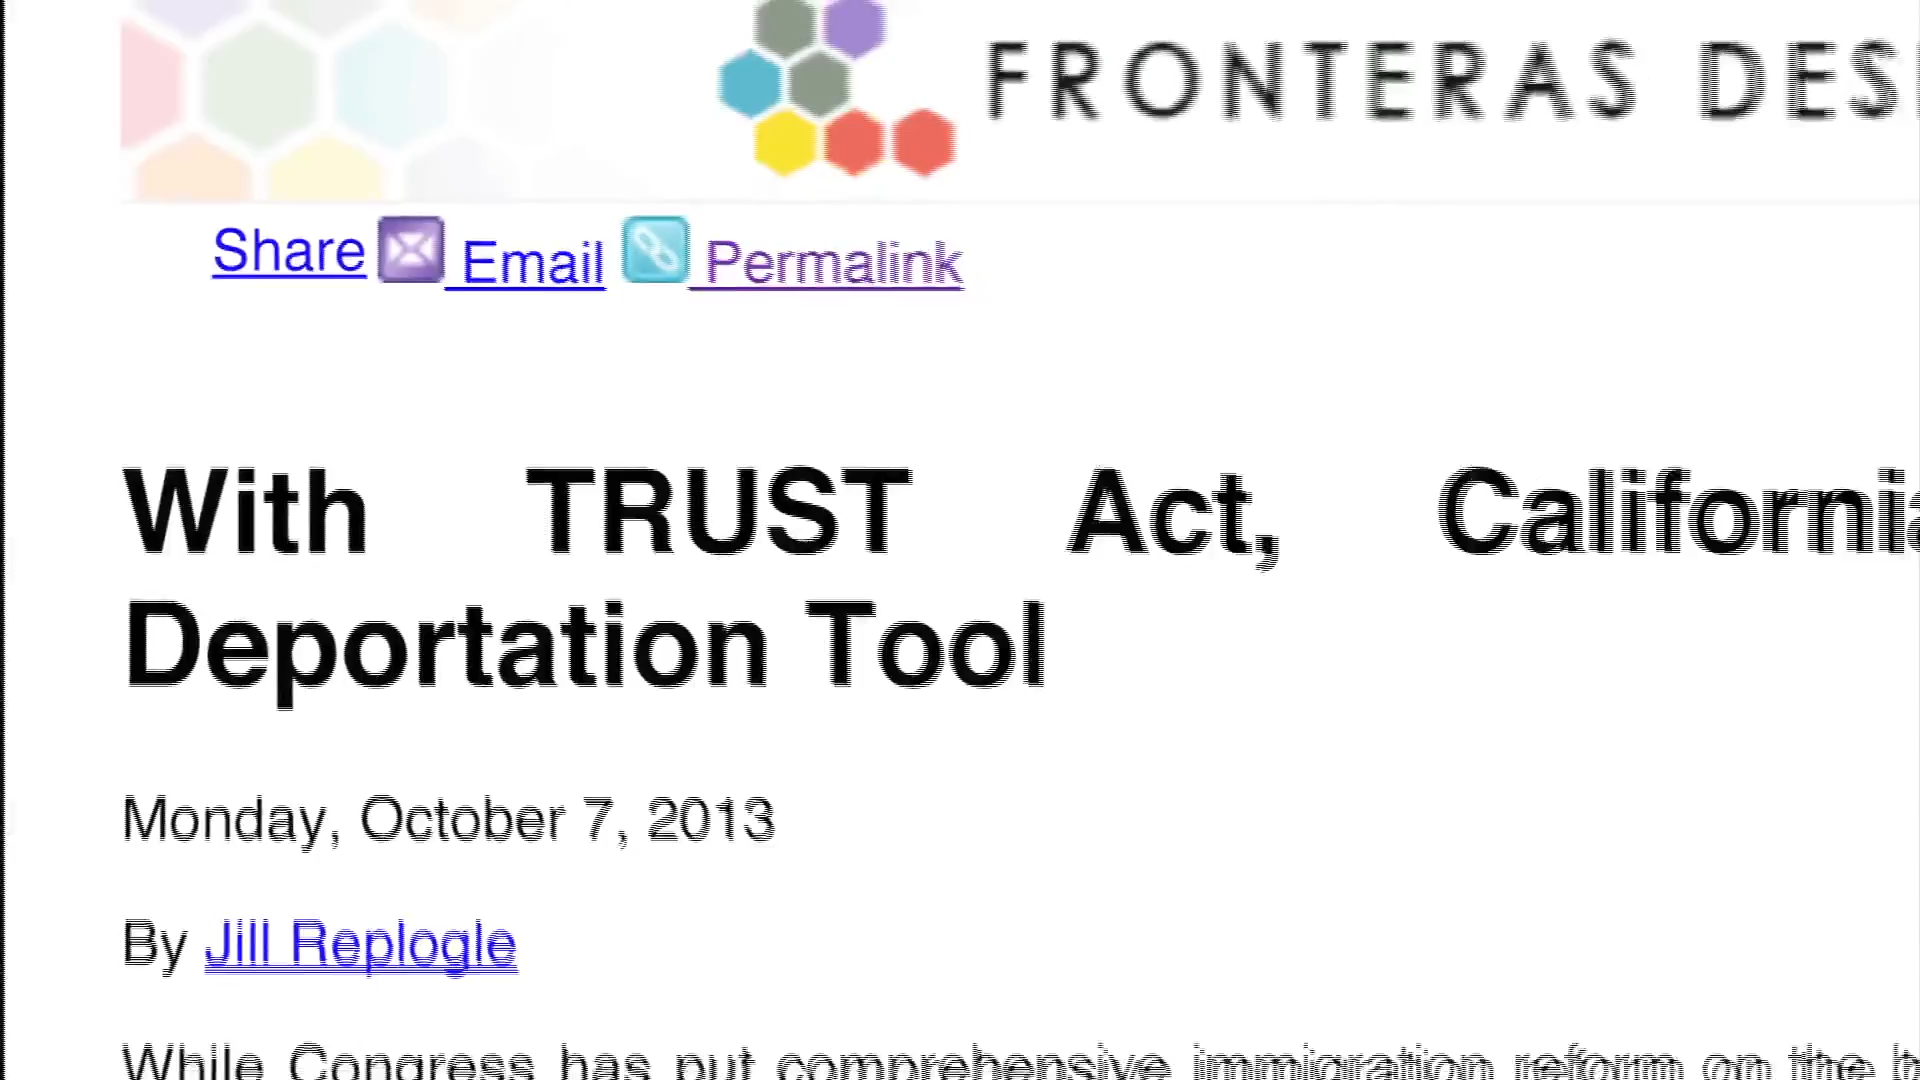 FRONTERAS DES
Share Email Permalink
With TRUST Act, California
Deportation Tool
Monday, October 7, 2013
By Jill Replogle
While Congress has put comprehensive immigration reform on the b